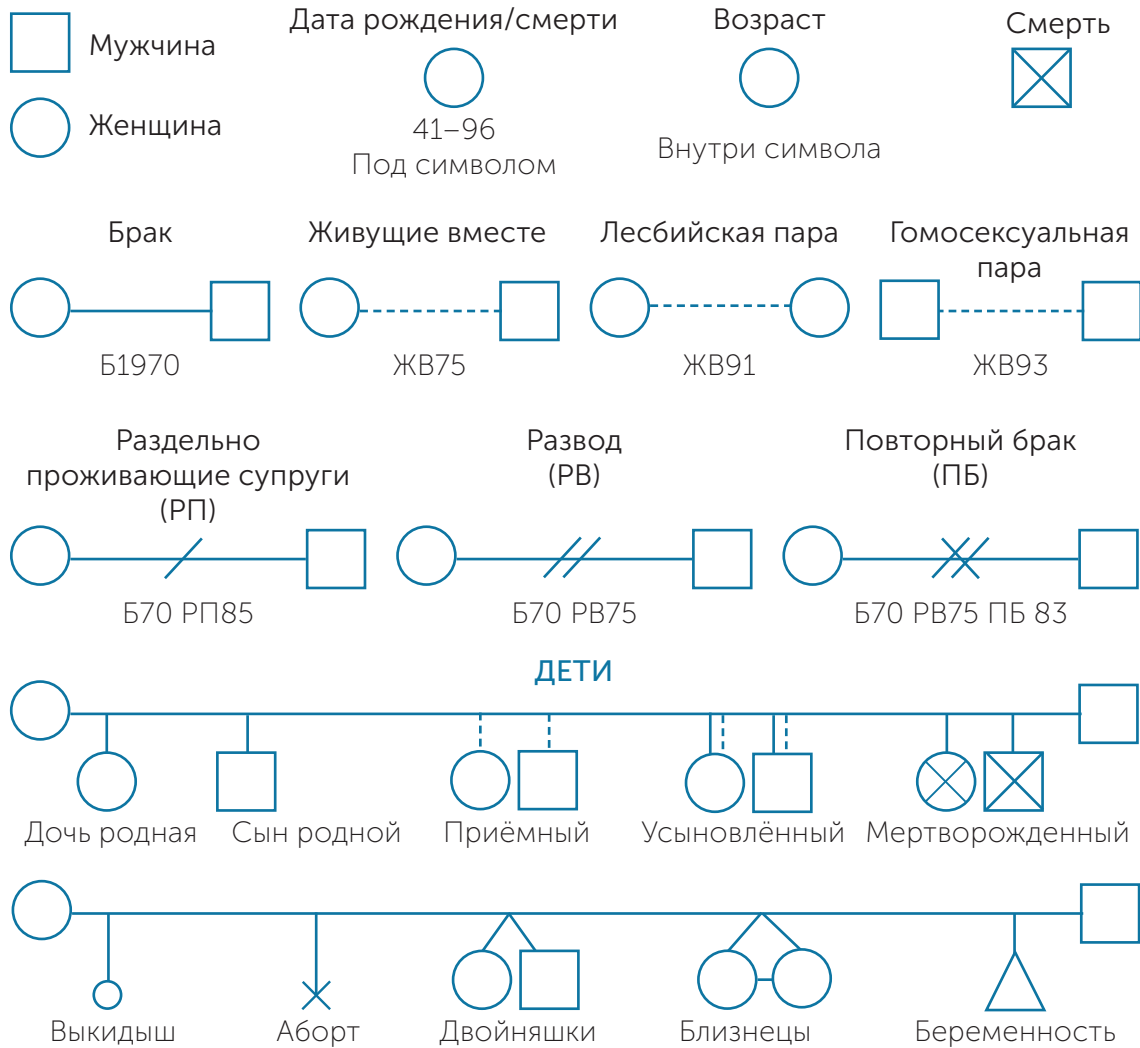 Мужчина
Женщина
Дата рождения/смерти
41–96
Под символом
Возраст
Внутри символа
Смерть
Брак
Б1970
Живущие вместе
ЖВ75
Лесбийская пара
ЖВ91
Гомосексуальная
пара
ЖВ93
Раздельно
проживающие супруги
(РП)
Б70 РП85
Развод
(РВ)
Б70 РВ75
Повторный брак
(ПБ)
Б70 РВ75 ПБ 83
ДЕТИ
Дочь родная
Сын родной
Приёмный
Усыновлённый
Мертворожденный
Выкидыш
Аборт
Двойняшки
Близнецы
Беременность